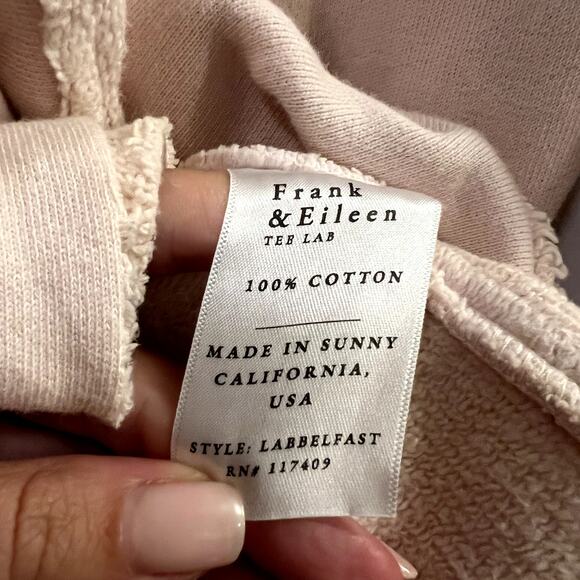 Frank
&Eileen
TEE LAB
100% COTTON
MADE IN SUNNY
CALIFORNIA,
USA
STYLE: LABBELFAST
RN# 117409